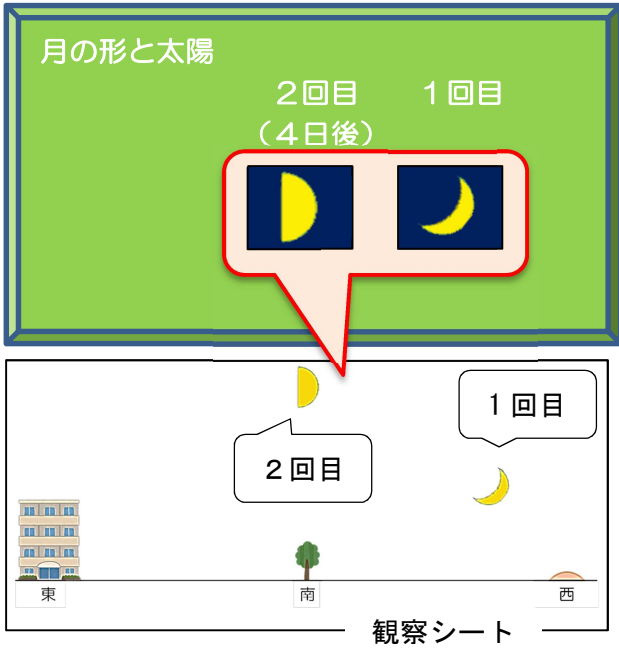 月の形と太陽
２回目 １回目
（４日後）
１回目
２回目
東 南 西
観察シート